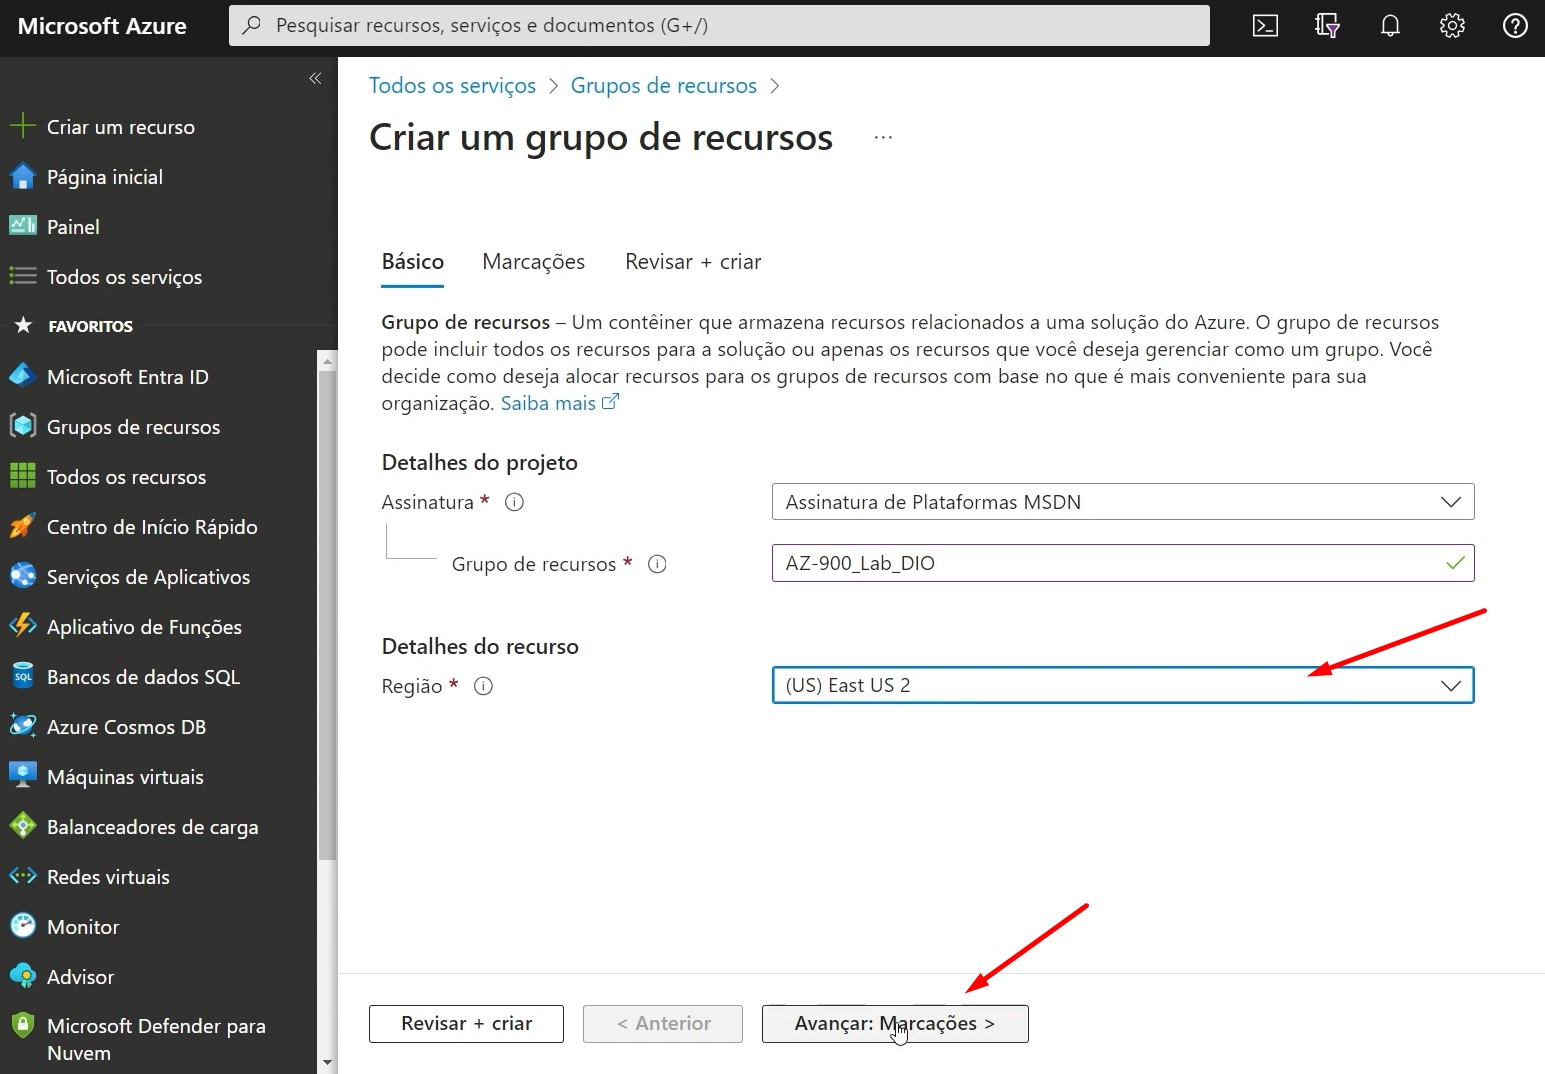 Microsoft Azure
Pesquisar recursos, serviços e documentos (G+/)
«
Criar um recurso
Página inicial
Painel
Todos os serviços
FAVORITOS
Microsoft Entra ID
Grupos de recursos
Todos os recursos
Centro de Início Rápido
Serviços de Aplicativos
Aplicativo de Funções
SQL
Bancos de dados SQL
Azure Cosmos DB
Máquinas virtuais
Balanceadores de carga
Redes virtuais
Monitor
Advisor
Microsoft Defender para
Nuvem
Todos os serviços > Grupos de recursos >
Criar um grupo de recursos ...
Básico Marcações Revisar + criar
Grupo de recursos – Um contêiner que armazena recursos relacionados a uma solução do Azure. O grupo de recursos
pode incluir todos os recursos para a solução ou apenas os recursos que você deseja gerenciar como um grupo. Você
decide como deseja alocar recursos para os grupos de recursos com base no que é mais conveniente para sua
organização. Saiba mais
Detalhes do projeto
Assinatura * Assinatura de Plataformas MSDN
Grupo de recursos * AZ-900_Lab_DIO
Detalhes do recurso
Região * (US) East US 2
Revisar + criar < Anterior Avançar: Marcações >